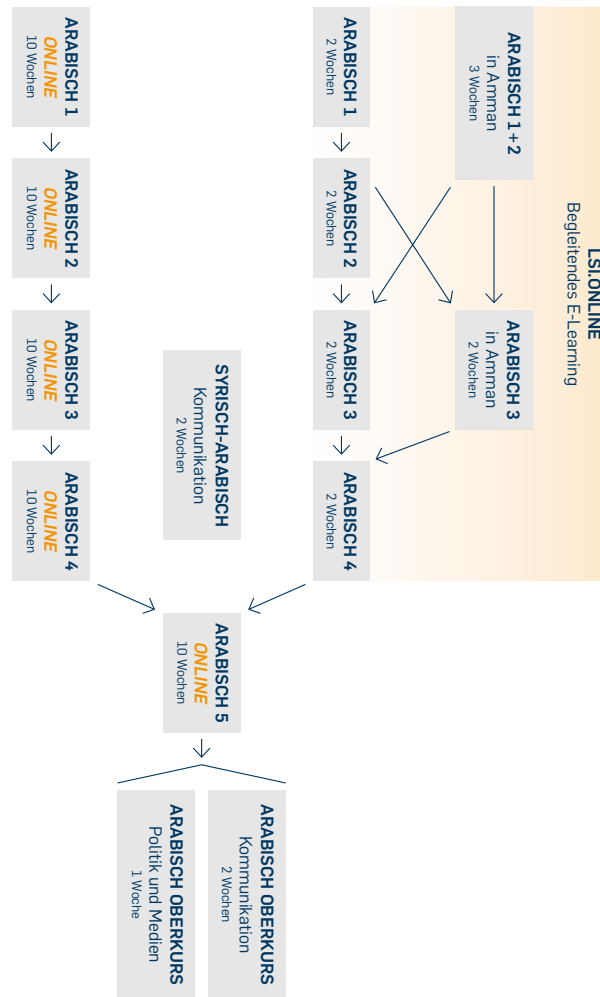 LSI.ONLINE
Begleitendes E-Learning
ARABISCH 1 + 2
in Amman
3 Wochen
ARABISCH 3
in Amman
2 Wochen
ARABISCH 1
2 Wochen
ARABISCH 2
2 Wochen
ARABISCH 3
2 Wochen
ARABISCH 4
2 Wochen
SYRISCH-ARABISCH
Kommunikation
2 Wochen
ARABISCH 5
ONLINE
10 Wochen
ARABISCH OBERKURS
Kommunikation
2 Wochen
ARABISCH OBERKURS
Politik und Medien
1 Woche
ARABISCH 1
ONLINE
10 Wochen
ARABISCH 2
ONLINE
10 Wochen
ARABISCH 3
ONLINE
10 Wochen
ARABISCH 4
ONLINE
10 Wochen